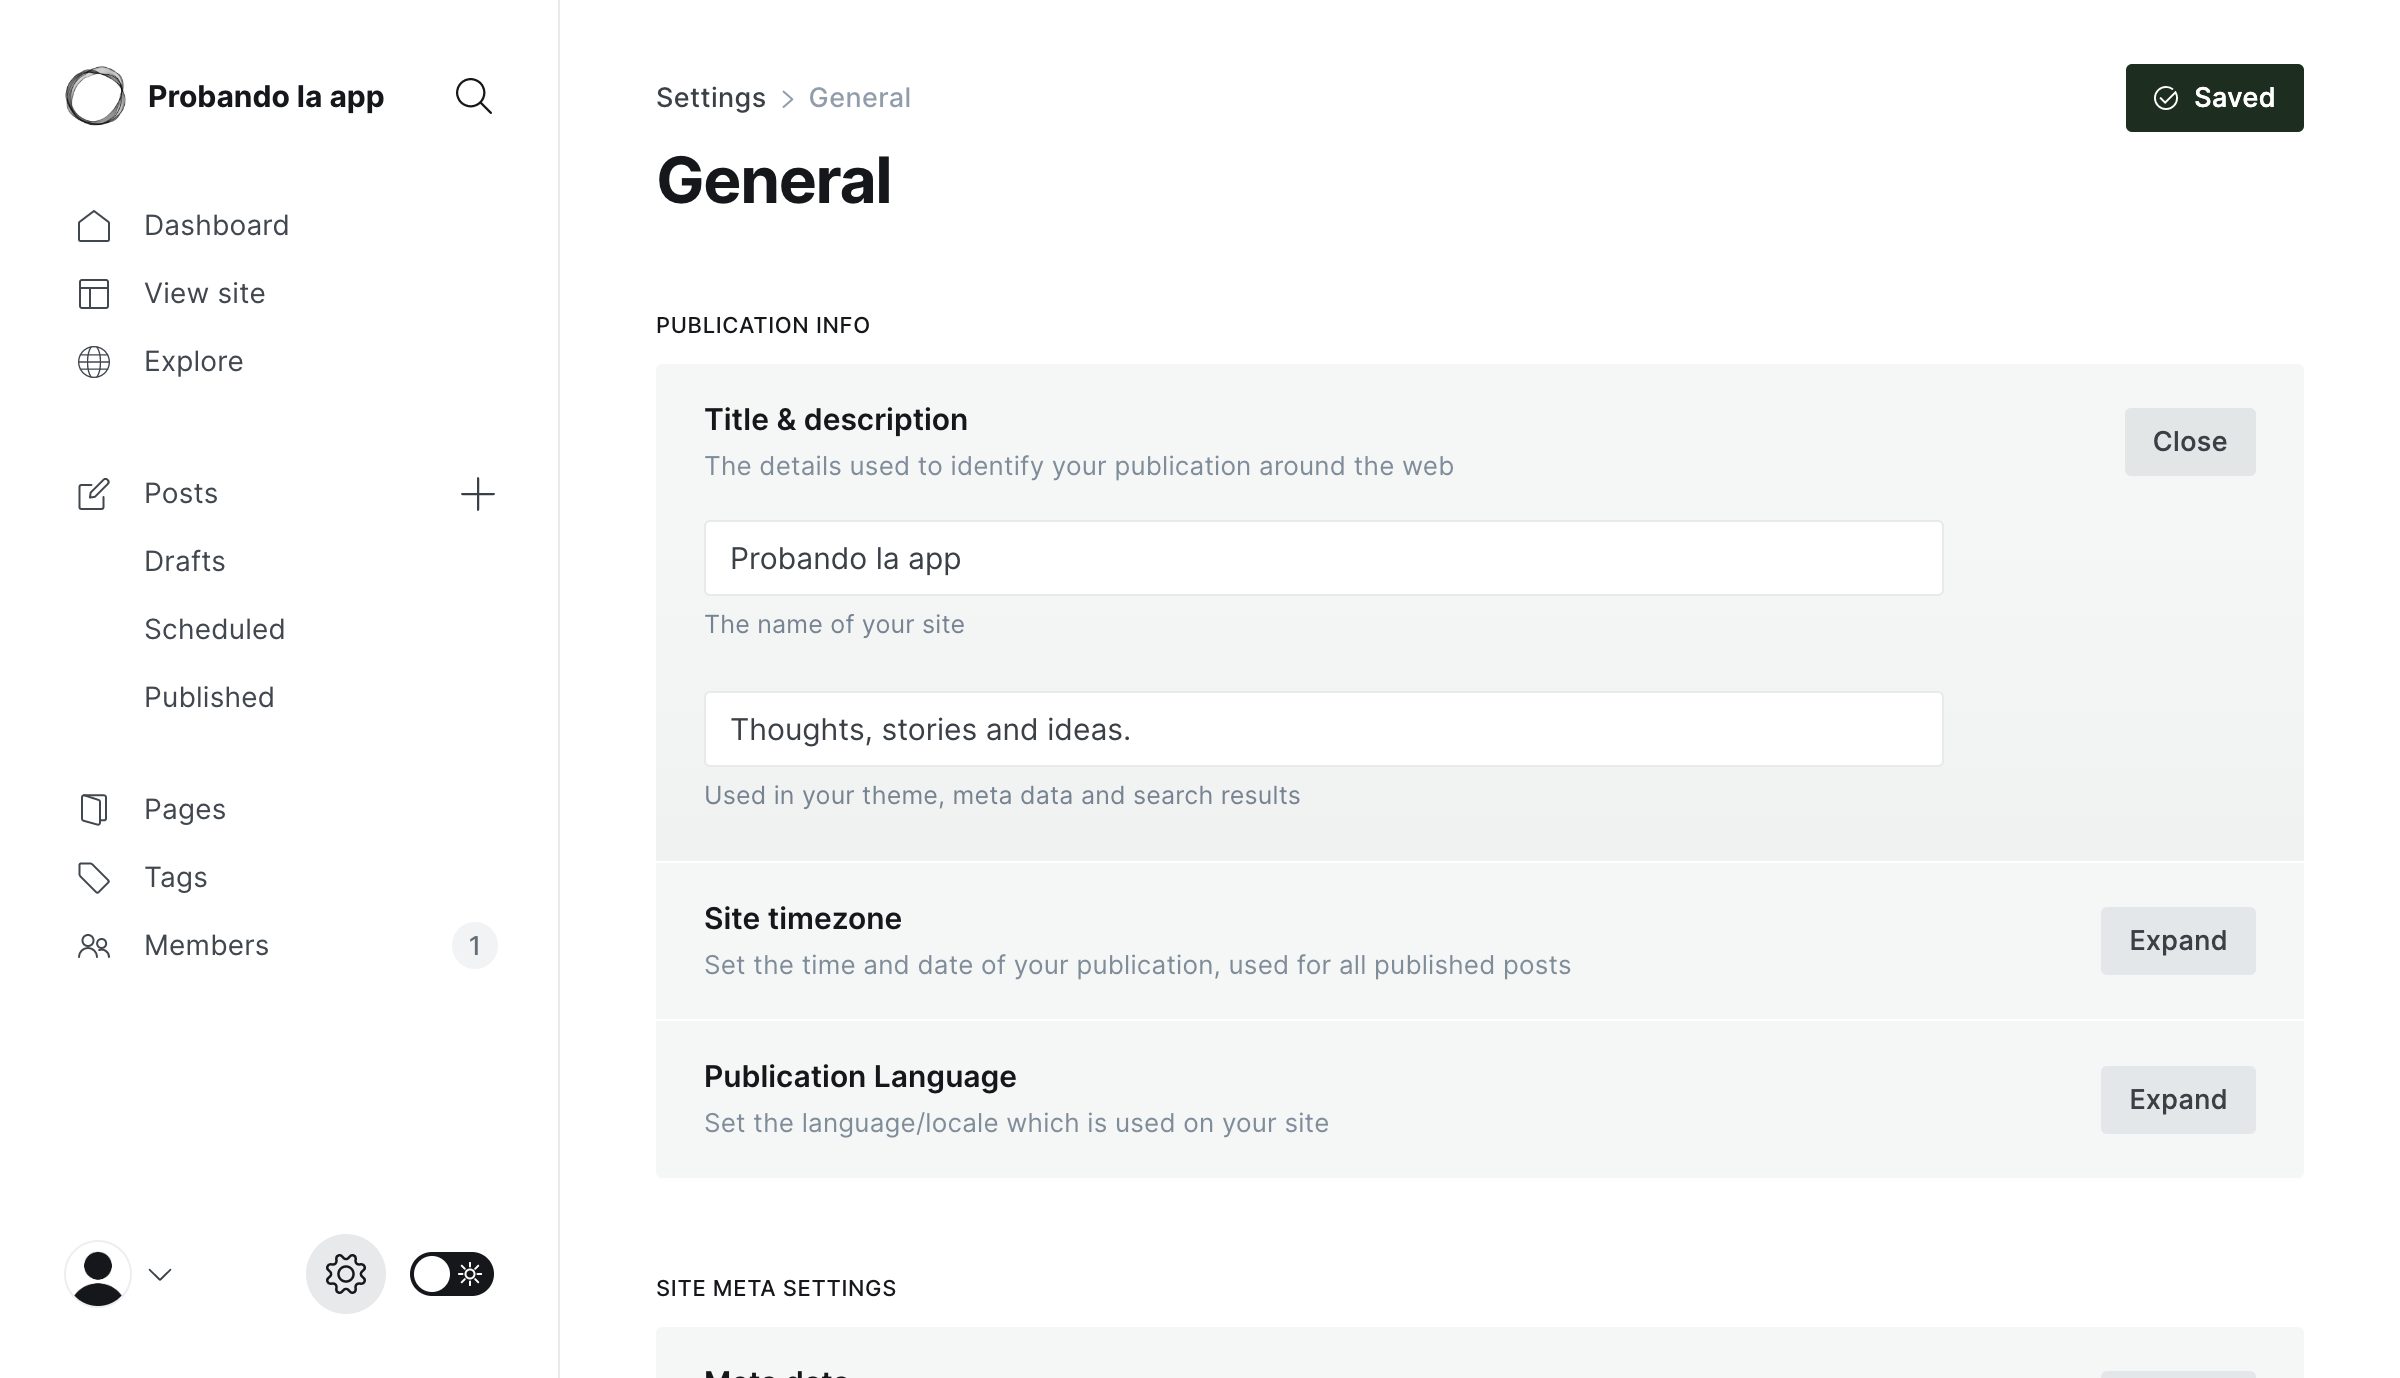 Probando la app
Dashboard
View site
Explore
Posts
Drafts
Scheduled
Published
Pages
Tags
Members
1
Settings > General
Saved
General
PUBLICATION INFO
Title & description
The details used to identify your publication around the web
Close
Probando la app
The name of your site
Thoughts, stories and ideas.
Used in your theme, meta data and search results
Site timezone
Set the time and date of your publication, used for all published posts
Expand
Publication Language
Set the language/locale which is used on your site
Expand
SITE META SETTINGS
Meta data